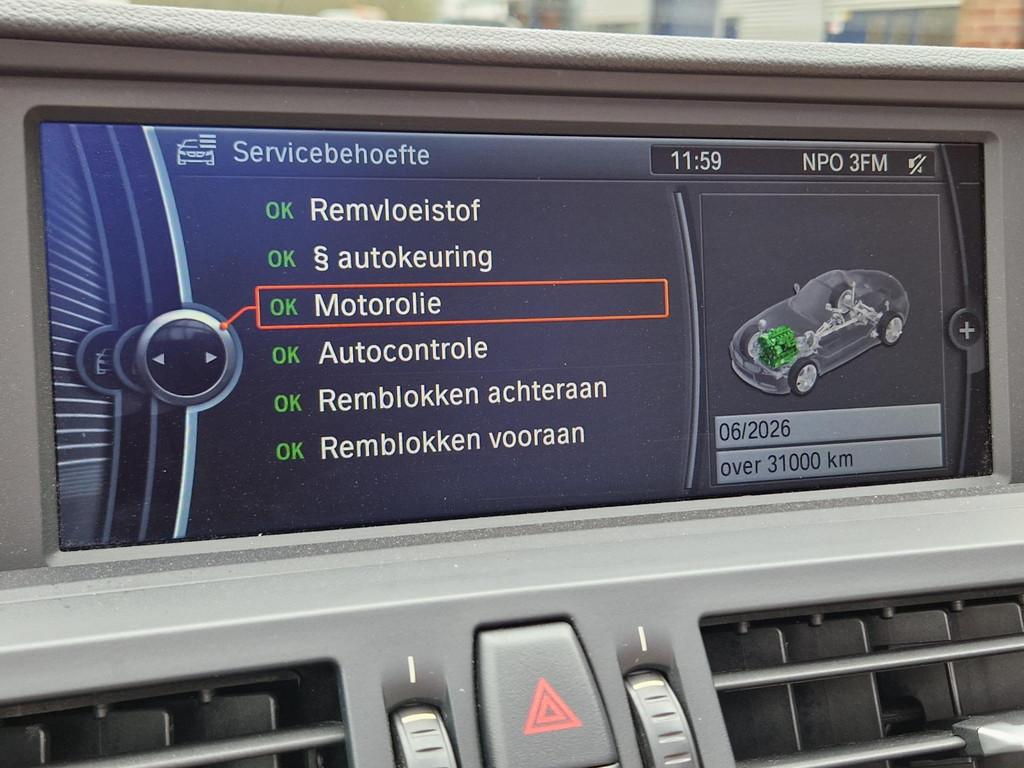 Servicebehoefte
11:59
NPO 3FM
OK Remvloeistof
OK § autokeuring
OK Motorolie
OK Autocontrole
OK Remblokken achteraan
OK Remblokken vooraan
06/2026
over 31000 km